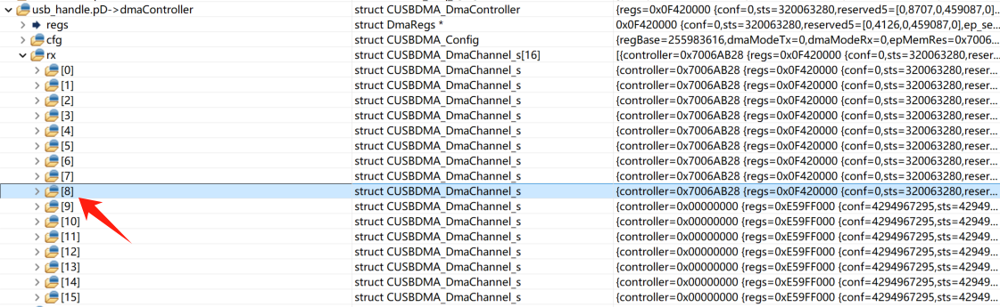 usb_handle.pD->dmaController struct CUSBDMA_DmaController {regs=0x0F420000 {conf=0,sts=320063280,reserved5=[0,8707,0,459087,0]...
regs struct DmaRegs * 0x0F420000 {conf=0,sts=320063280,reserved5=[0,4126,0,459087,0],ep_se...
cfg struct CUSBDMA_Config {regBase=255983616,dmaModeTx=0,dmaModeRx=0,epMemRes=0x7006...
rx struct CUSBDMA_DmaChannel_s[16] [{controller=0x7006AB28 {regs=0x0F420000 {conf=0,sts=320063280,reser...
[0] struct CUSBDMA_DmaChannel_s {controller=0x7006AB28 {regs=0x0F420000 {conf=0,sts=320063280,reser...
[1] struct CUSBDMA_DmaChannel_s {controller=0x7006AB28 {regs=0x0F420000 {conf=0,sts=320063280,reser...
[2] struct CUSBDMA_DmaChannel_s {controller=0x7006AB28 {regs=0x0F420000 {conf=0,sts=320063280,reser...
[3] struct CUSBDMA_DmaChannel_s {controller=0x7006AB28 {regs=0x0F420000 {conf=0,sts=320063280,reser...
[4] struct CUSBDMA_DmaChannel_s {controller=0x7006AB28 {regs=0x0F420000 {conf=0,sts=320063280,reser...
[5] struct CUSBDMA_DmaChannel_s {controller=0x7006AB28 {regs=0x0F420000 {conf=0,sts=320063280,reser...
[6] struct CUSBDMA_DmaChannel_s {controller=0x7006AB28 {regs=0x0F420000 {conf=0,sts=320063280,reser...
[7] struct CUSBDMA_DmaChannel_s {controller=0x7006AB28 {regs=0x0F420000 {conf=0,sts=320063280,reser...
[8] struct CUSBDMA_DmaChannel_s {controller=0x7006AB28 {regs=0x0F420000 {conf=0,sts=320063280,reser...
[9] struct CUSBDMA_DmaChannel_s {controller=0x00000000 {regs=0xE59FF000 {conf=4294967295,sts=42949...
[10] struct CUSBDMA_DmaChannel_s {controller=0x00000000 {regs=0xE59FF000 {conf=4294967295,sts=42949...
[11] struct CUSBDMA_DmaChannel_s {controller=0x00000000 {regs=0xE59FF000 {conf=4294967295,sts=42949...
[12] struct CUSBDMA_DmaChannel_s {controller=0x00000000 {regs=0xE59FF000 {conf=4294967295,sts=42949...
[13] struct CUSBDMA_DmaChannel_s {controller=0x00000000 {regs=0xE59FF000 {conf=4294967295,sts=42949...
[14] struct CUSBDMA_DmaChannel_s {controller=0x00000000 {regs=0xE59FF000 {conf=4294967295,sts=42949...
[15] struct CUSBDMA_DmaChannel_s {controller=0x00000000 {regs=0xE59FF000 {conf=4294967295,sts=42949...